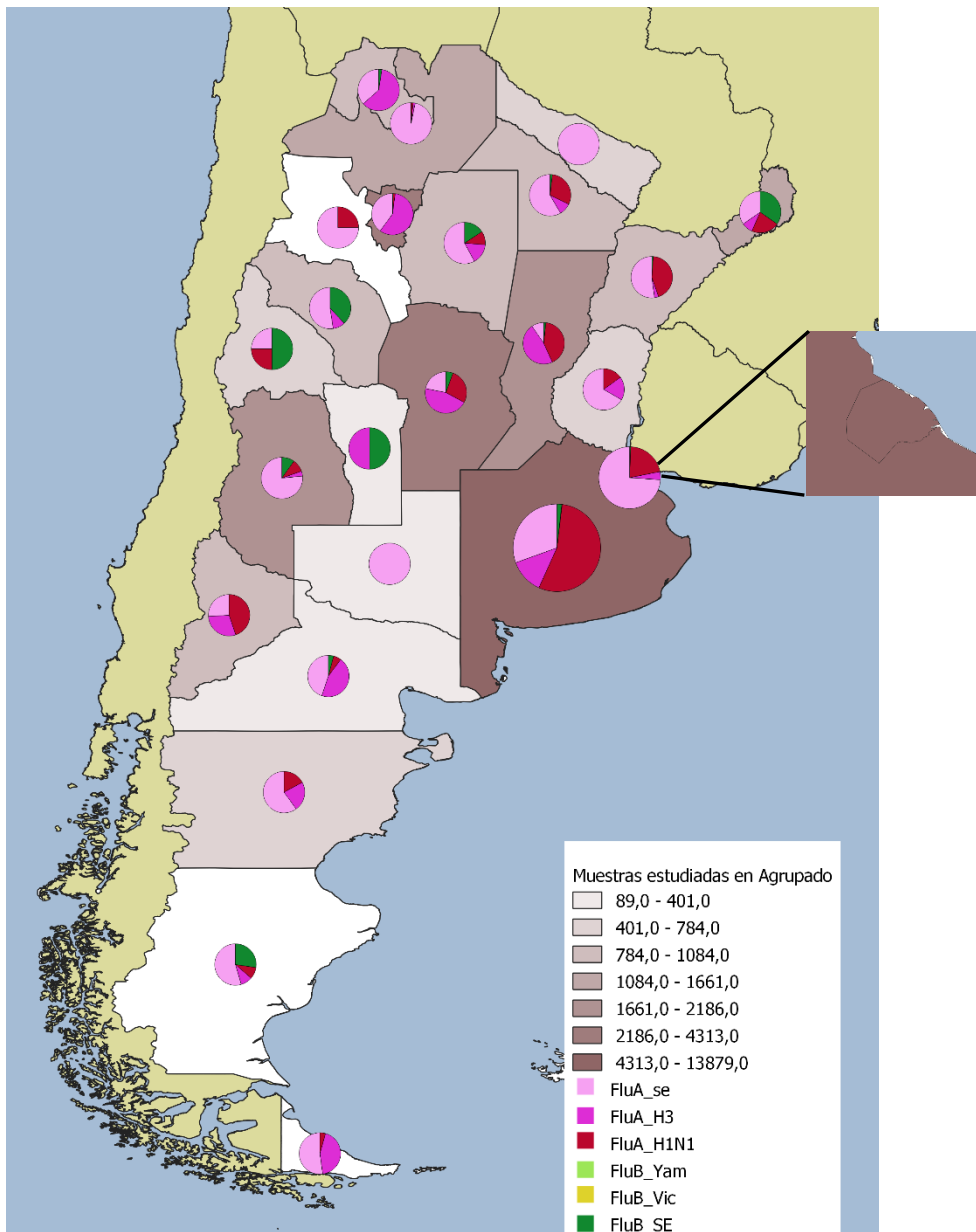 Muestras estudiadas en Agrupado
89,0 - 401,0
401,0 - 784,0
784,0 - 1084,0
1084,0 - 1661,0
1661,0 - 2186,0
2186,0 - 4313,0
4313,0 - 13879,0
FluA_se
FluA_H3
FluA_H1N1
FluB_Yam
FluB_Vic
FluB_SE